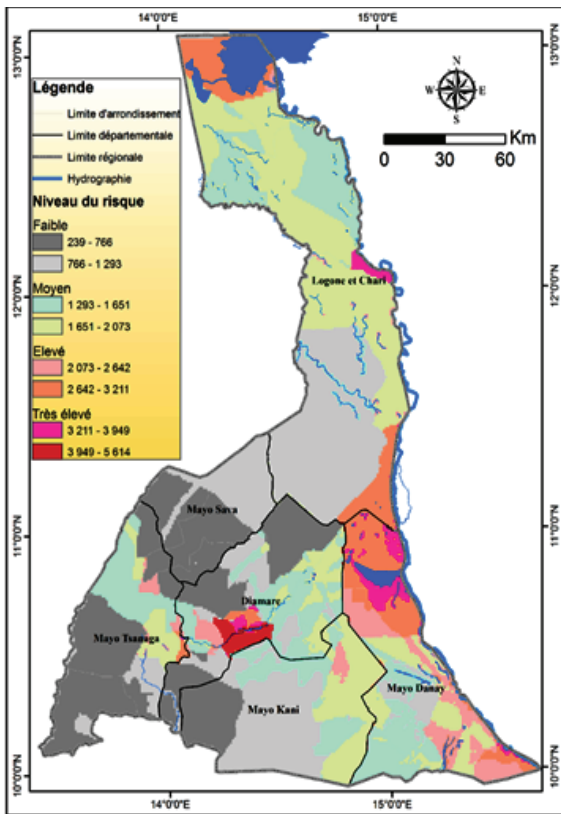 14°0'0"E
15°0'0"E
13°0'0"N
13°0'0"N
Légende
Limite d'arrondissement
Limite départementale
Limite régionale
Hydrographie
Niveau du risque
Faible
239 - 766
766 - 1 293
Moyen
1 293 - 1 651
1 651 - 2 073
Elevé
2 073 - 2 642
2 642 - 3 211
Très élevé
3 211 - 3 949
3 949 - 5 614
N
W
E
S
Km
0
30
60
12°0'0"N
12°0'0"N
Logone et Chari
11°0'0"N
11°0'0"N
Mayo Sava
Diamare
Mayo Tsanaga
Mayo Kani
Mayo Danay
10°0'0"N
10°0'0"N
14°0'0"E
15°0'0"E